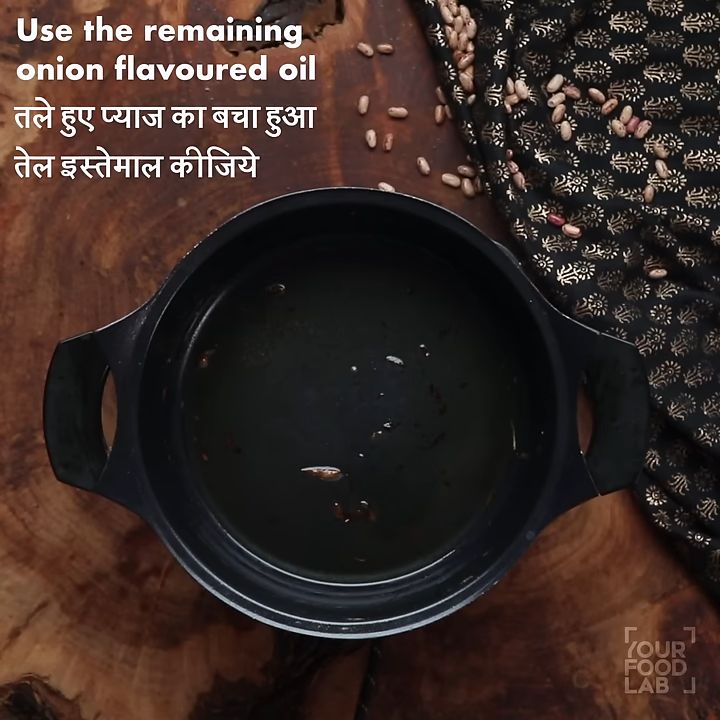 Use the remaining
onion flavoured oil
तले हुए प्याज का बचा हुआ
तेल इस्तेमाल कीजिये
YOUR
FOOD
LAB